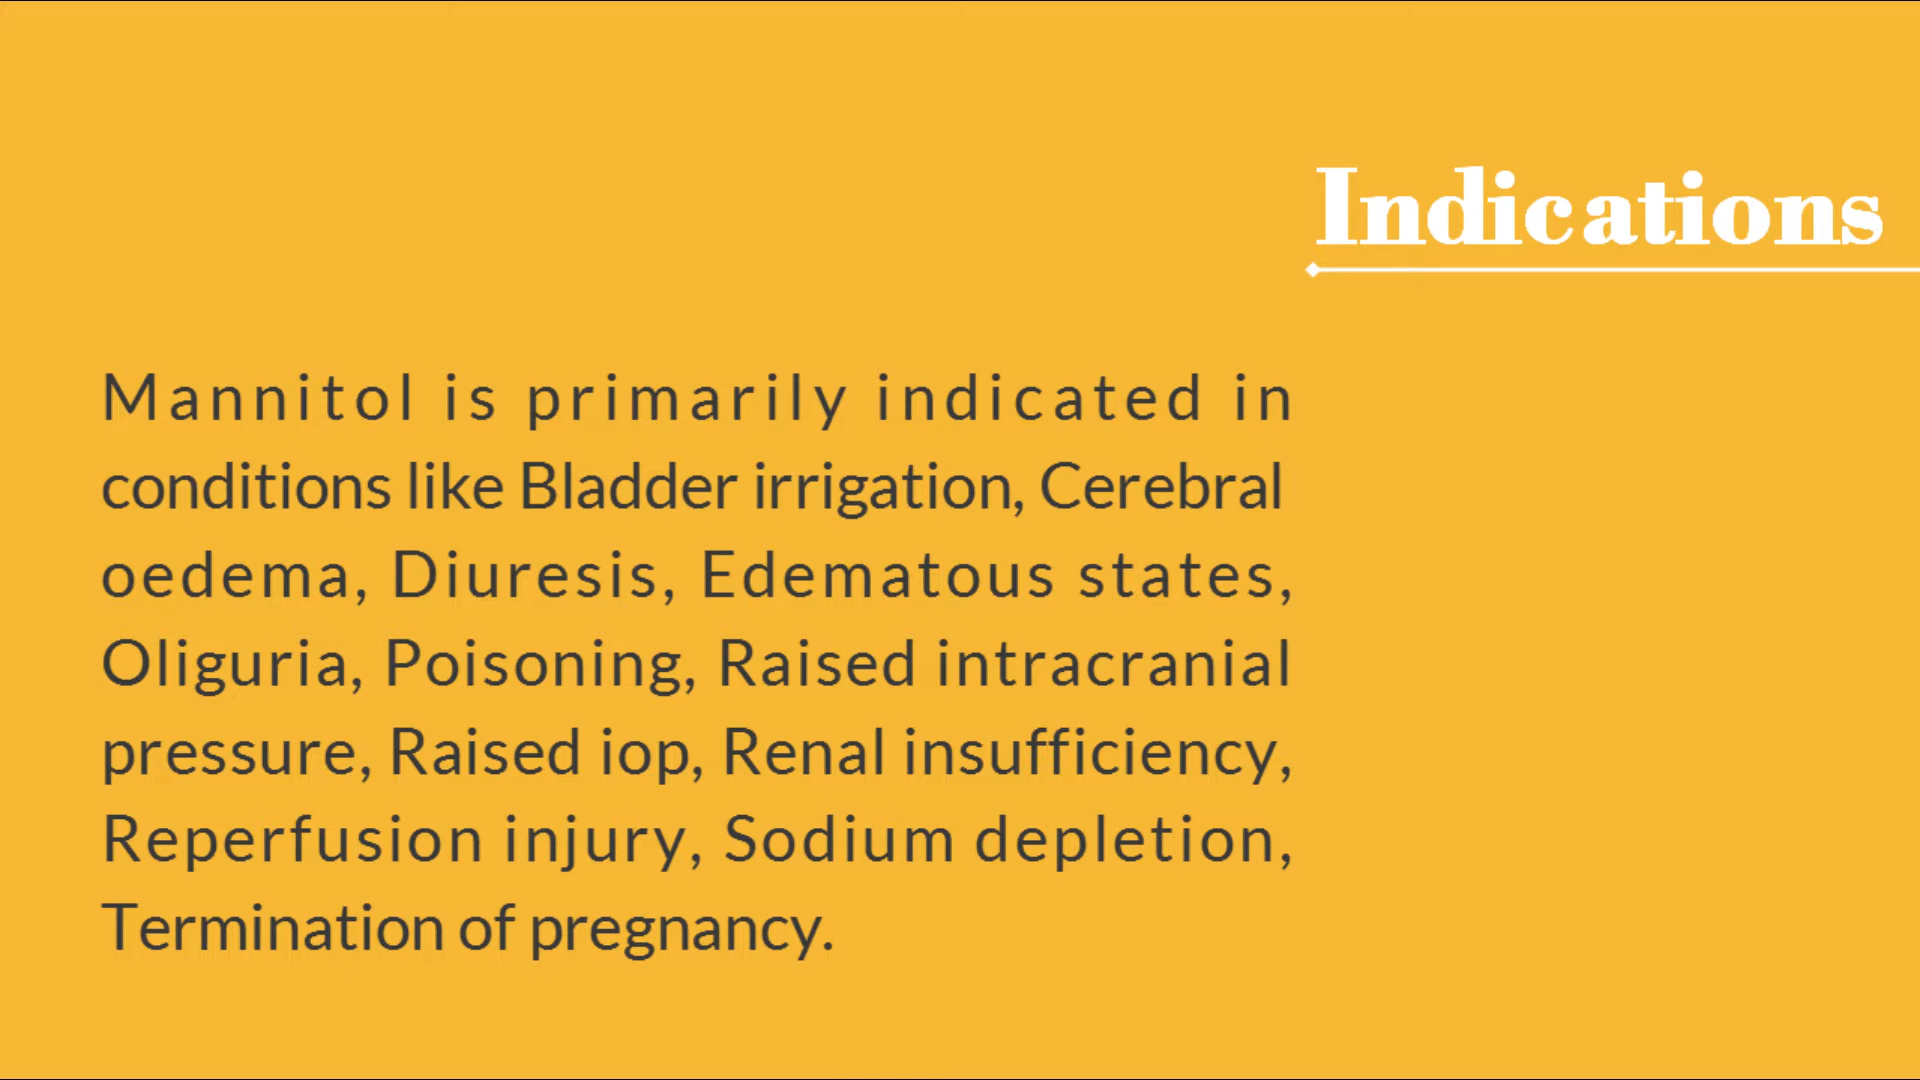 Indications
Mannitol is primarily indicated in
conditions like Bladder irrigation, Cerebral
oedema, Diuresis, Edematous states,
Oliguria, Poisoning, Raised intracranial
pressure, Raised iop, Renal insufficiency,
Reperfusion injury, Sodium depletion,
Termination of pregnancy.